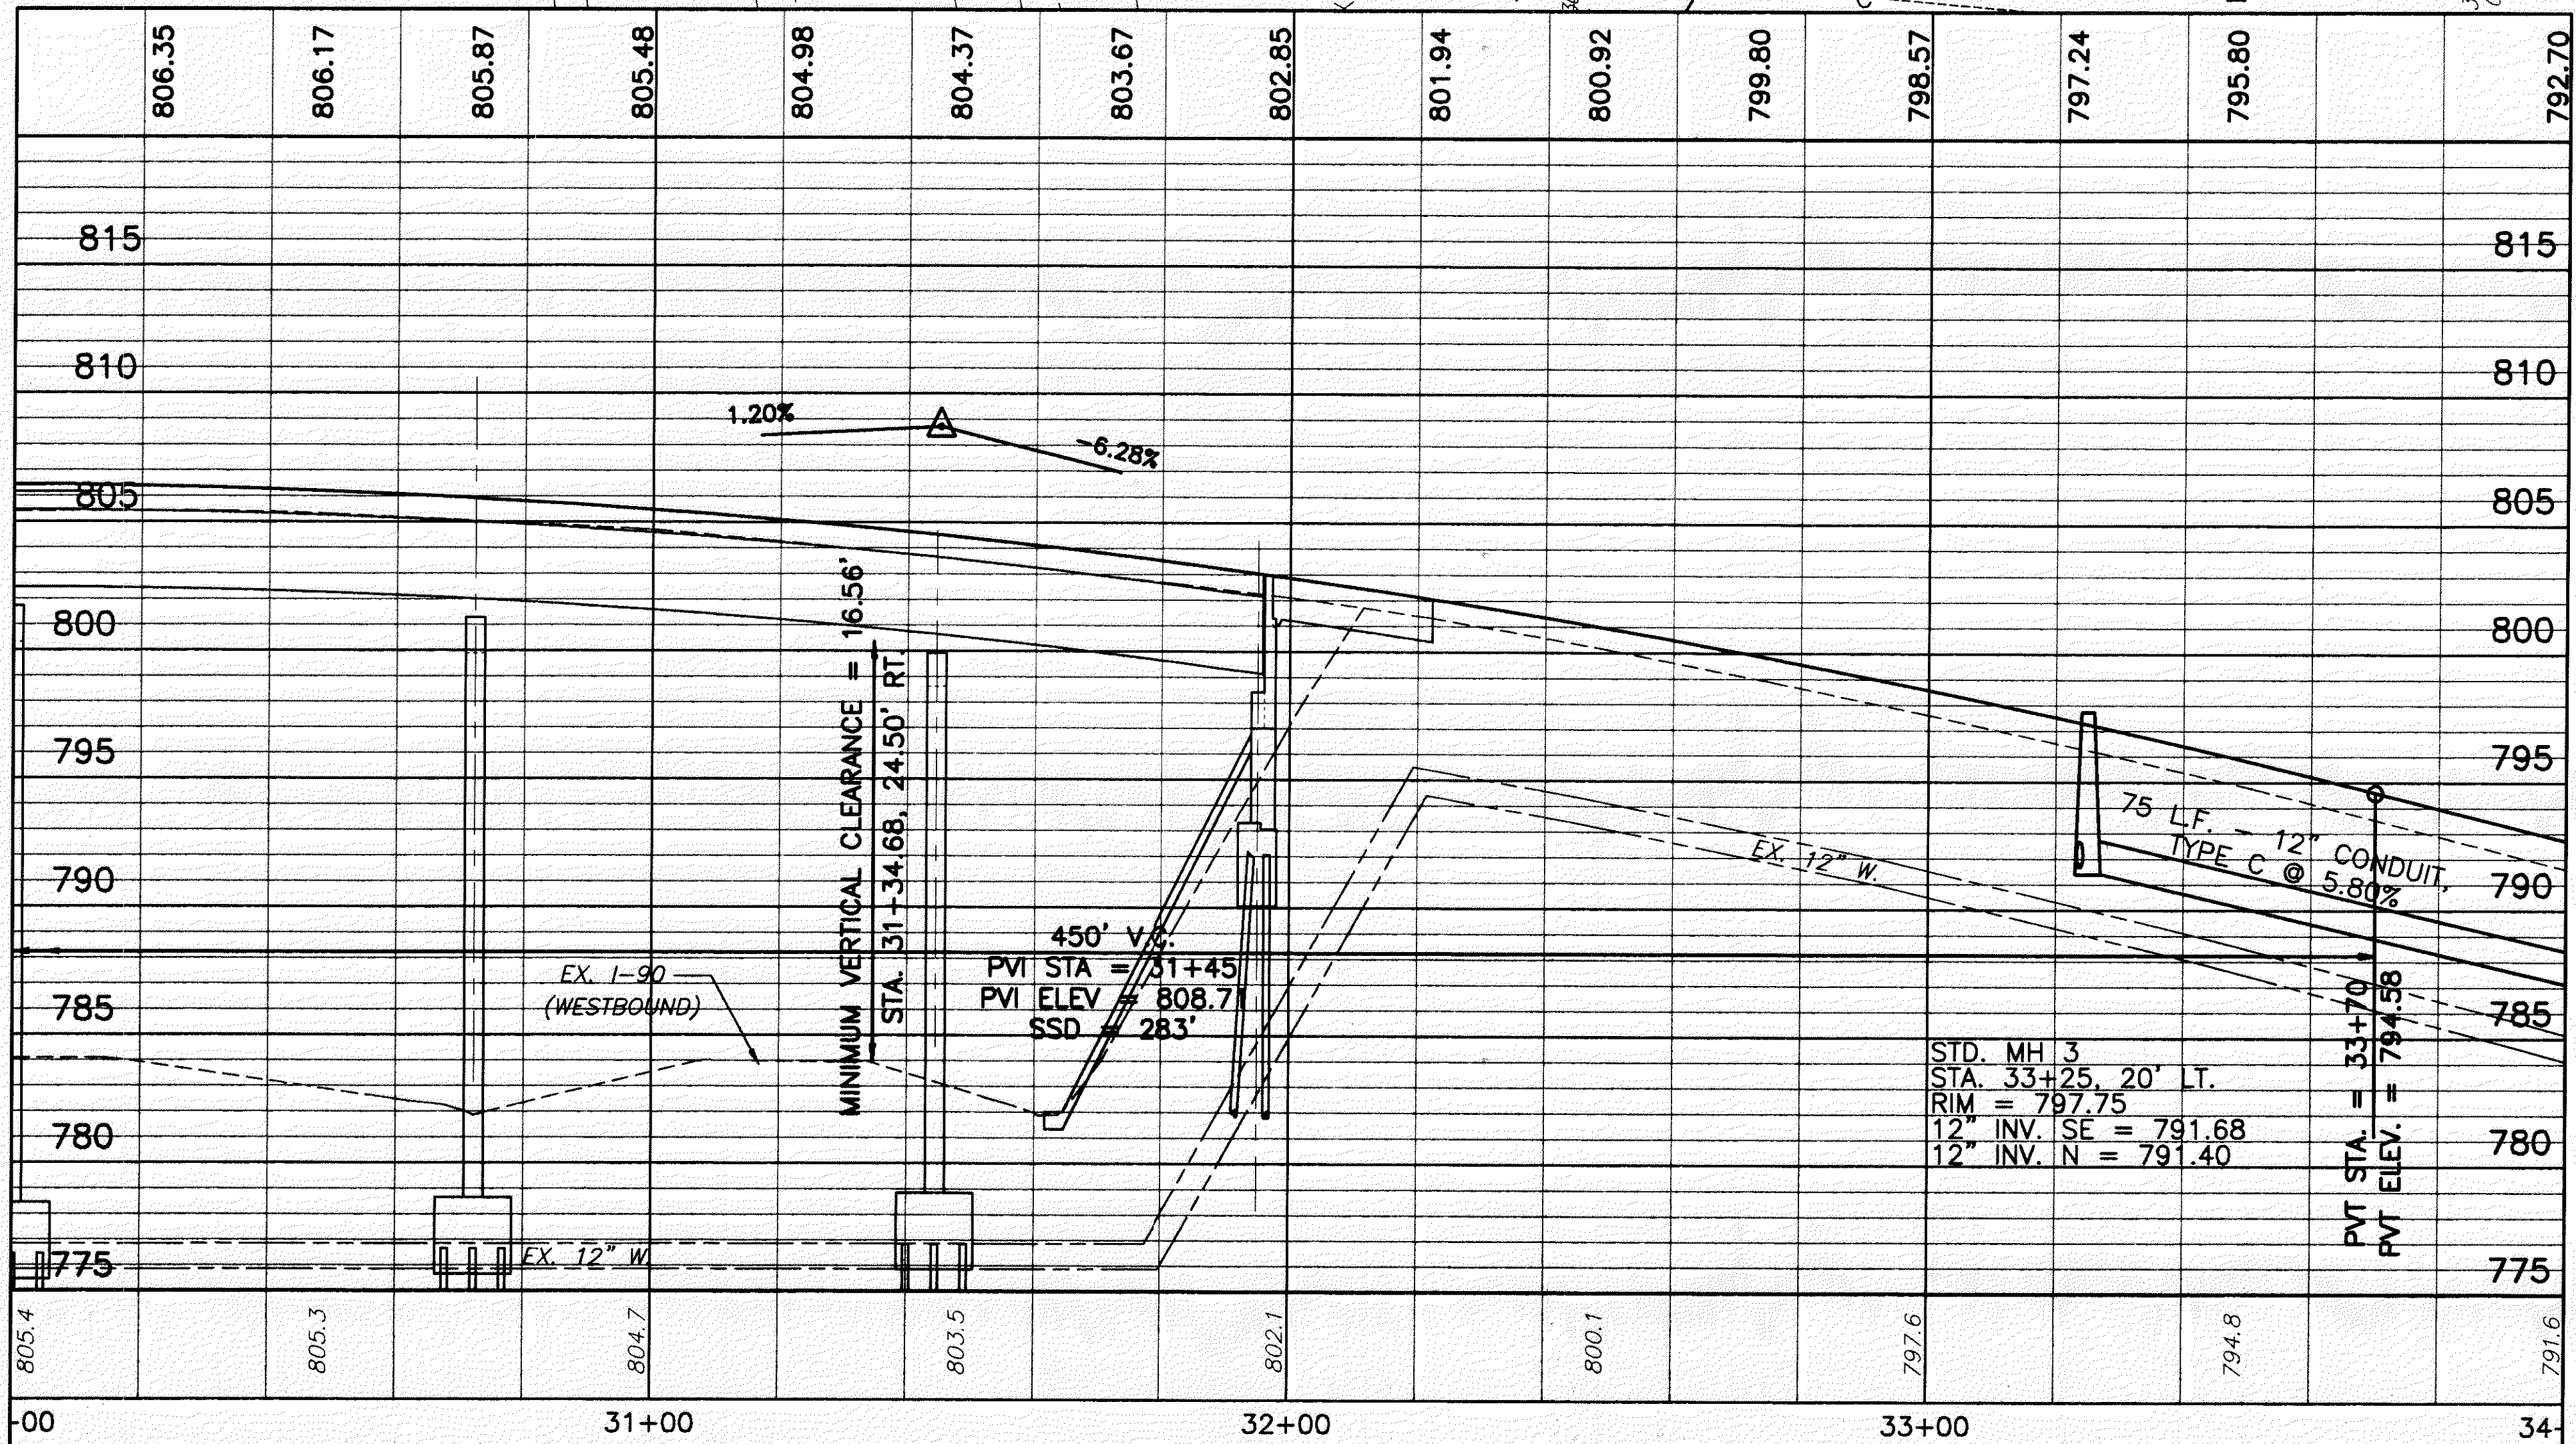 806.35
806.17
805.87
805.48
804.98
804.37
803.67
802.85
801.94
800.92
799.80
798.57
797.24
795.80
792.70
815
815
810
810
1.20%
-6.28%
805
805
800
800
MINIMUM VERTICAL CLEARANCE = 16.56'
STA. 31+34.68, 24.50' RT.
795
795
75 L.F. - 12" CONDUIT,
TYPE C @ 5.80%
EX. 12" W.
790
790
450' V.C.
PVI STA = 31+45
PVI ELEV = 808.71
SSD = 283'
EX. I-90
(WESTBOUND)
785
785
STD. MH 3
STA. 33+25, 20' LT.
RIM = 797.75
12" INV. SE = 791.68
12" INV. N = 791.40
PVT STA. = 33+70
PVT ELEV. = 794.58
780
780
EX. 12" W.
775
775
805.4
805.3
804.7
803.5
802.1
800.1
797.6
794.8
791.6
+00
31+00
32+00
33+00
34+